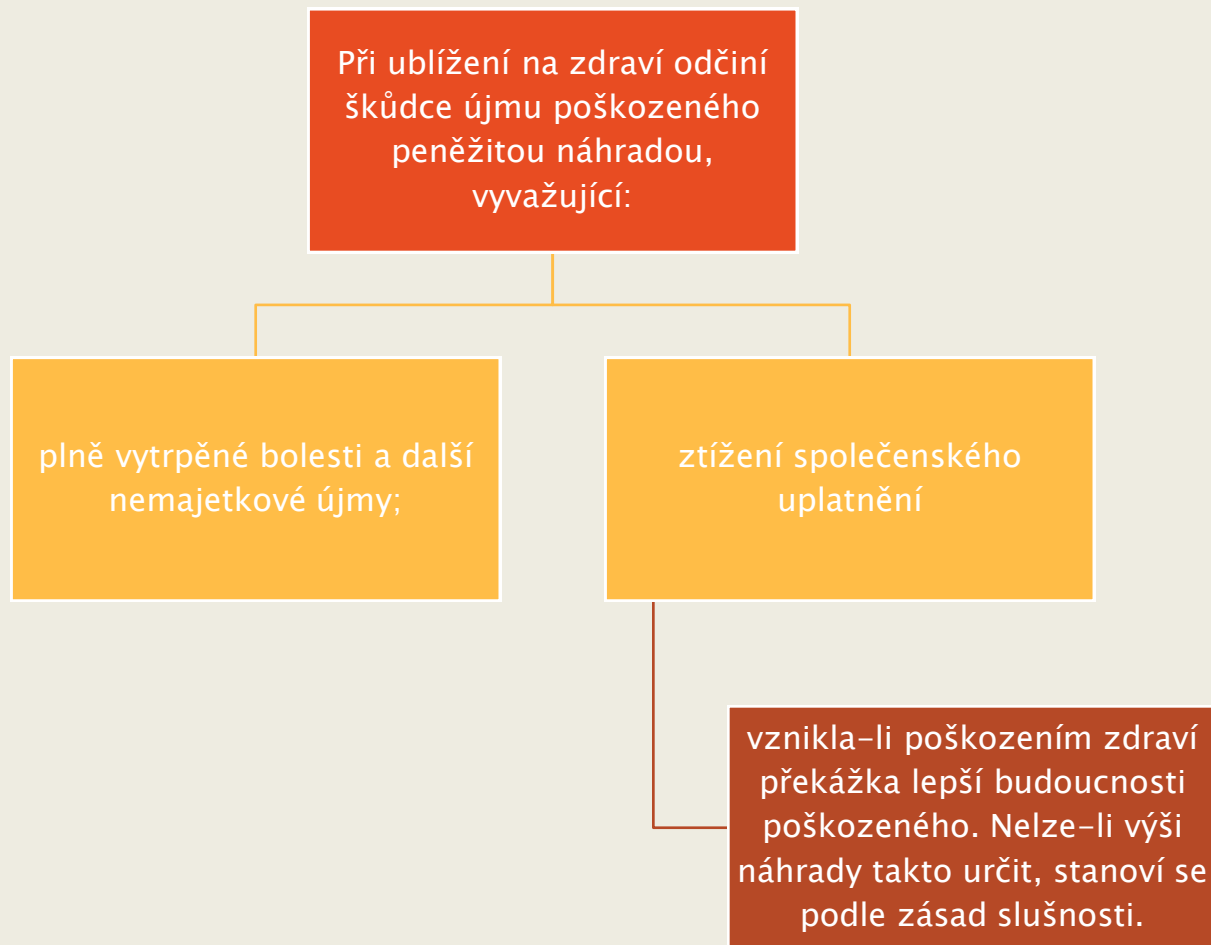 Při ublížení na zdraví odčiní
škůdce újmu poškozeného
peněžitou náhradou,
vyvažující:
plně vytrpěné bolesti a další
nemajetkové újmy;
ztížení společenského
uplatnění
vznikla-li poškozením zdraví
překážka lepší budoucnosti
poškozeného. Nelze-li výši
náhrady takto určit, stanoví se
podle zásad slušnosti.